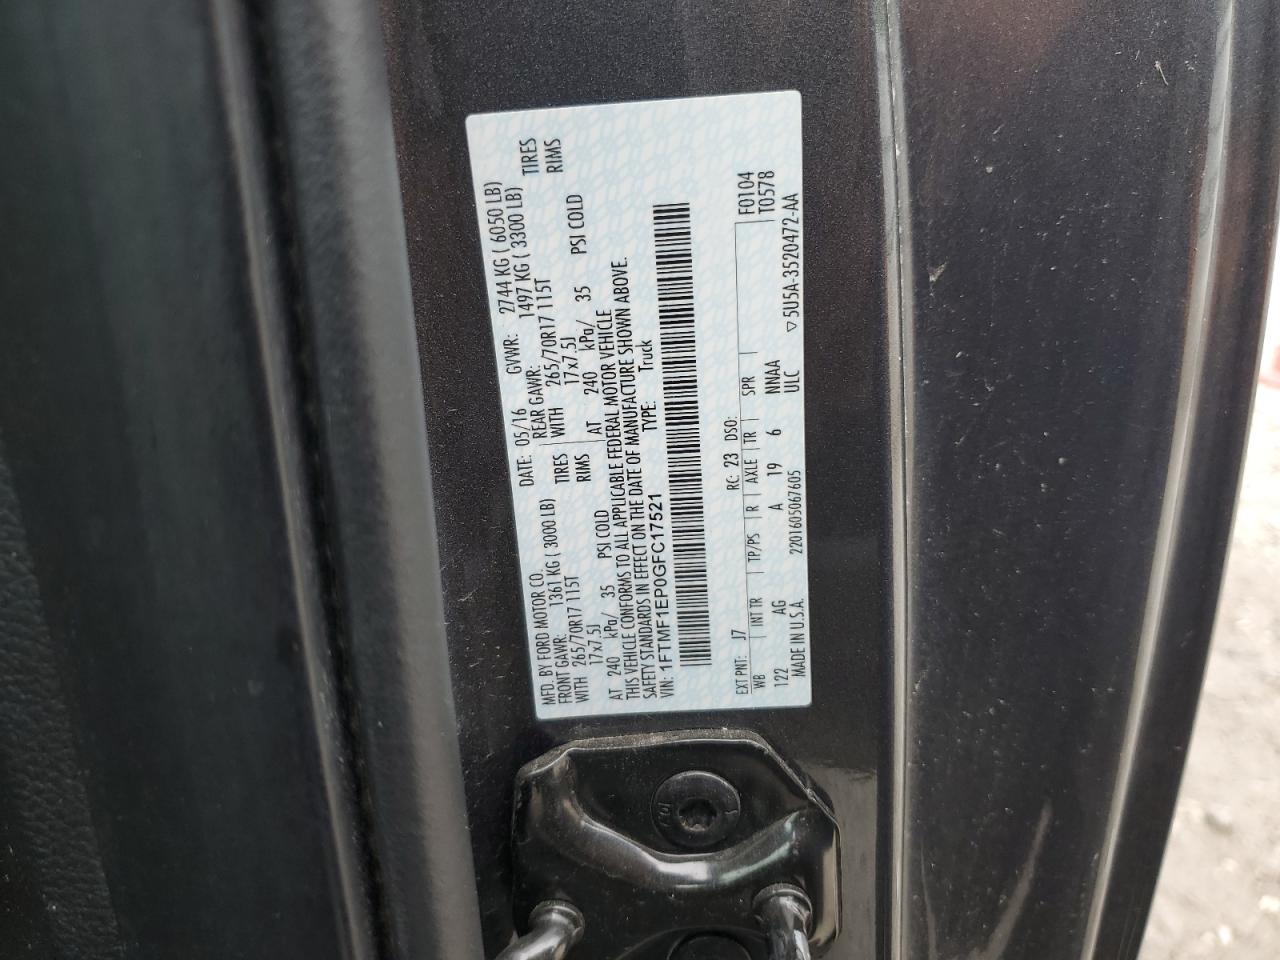 MFD. BY FORD MOTOR CO. DATE: 05/16 GVWR: 2744 KG ( 6050 LB)
FRONT GAWR: 1361 KG ( 3000 LB) REAR GAWR: 1497 KG ( 3300 LB)
WITH 265/70R17 115T TIRES WITH 265/70R17 115T TIRES
17x7.5J RIMS 17x7.5J RIMS
AT 240 kPa/ 35 PSI COLD AT 240 kPa/ 35 PSI COLD
THIS VEHICLE CONFORMS TO ALL APPLICABLE FEDERAL MOTOR VEHICLE
SAFETY STANDARDS IN EFFECT ON THE DATE OF MANUFACTURE SHOWN ABOVE.
VIN: 1FTMF1EP0GFC17521 TYPE: Truck
F0104
T0578
EXT PNT: J7 RC: 23 DSO:
WB INT TR TP/PS R AXLE TR SPR
122 AG A 19 6 NNAA
MADE IN U.S.A. 2201605067605 ULC
▽ 5U5A-3520472-AA